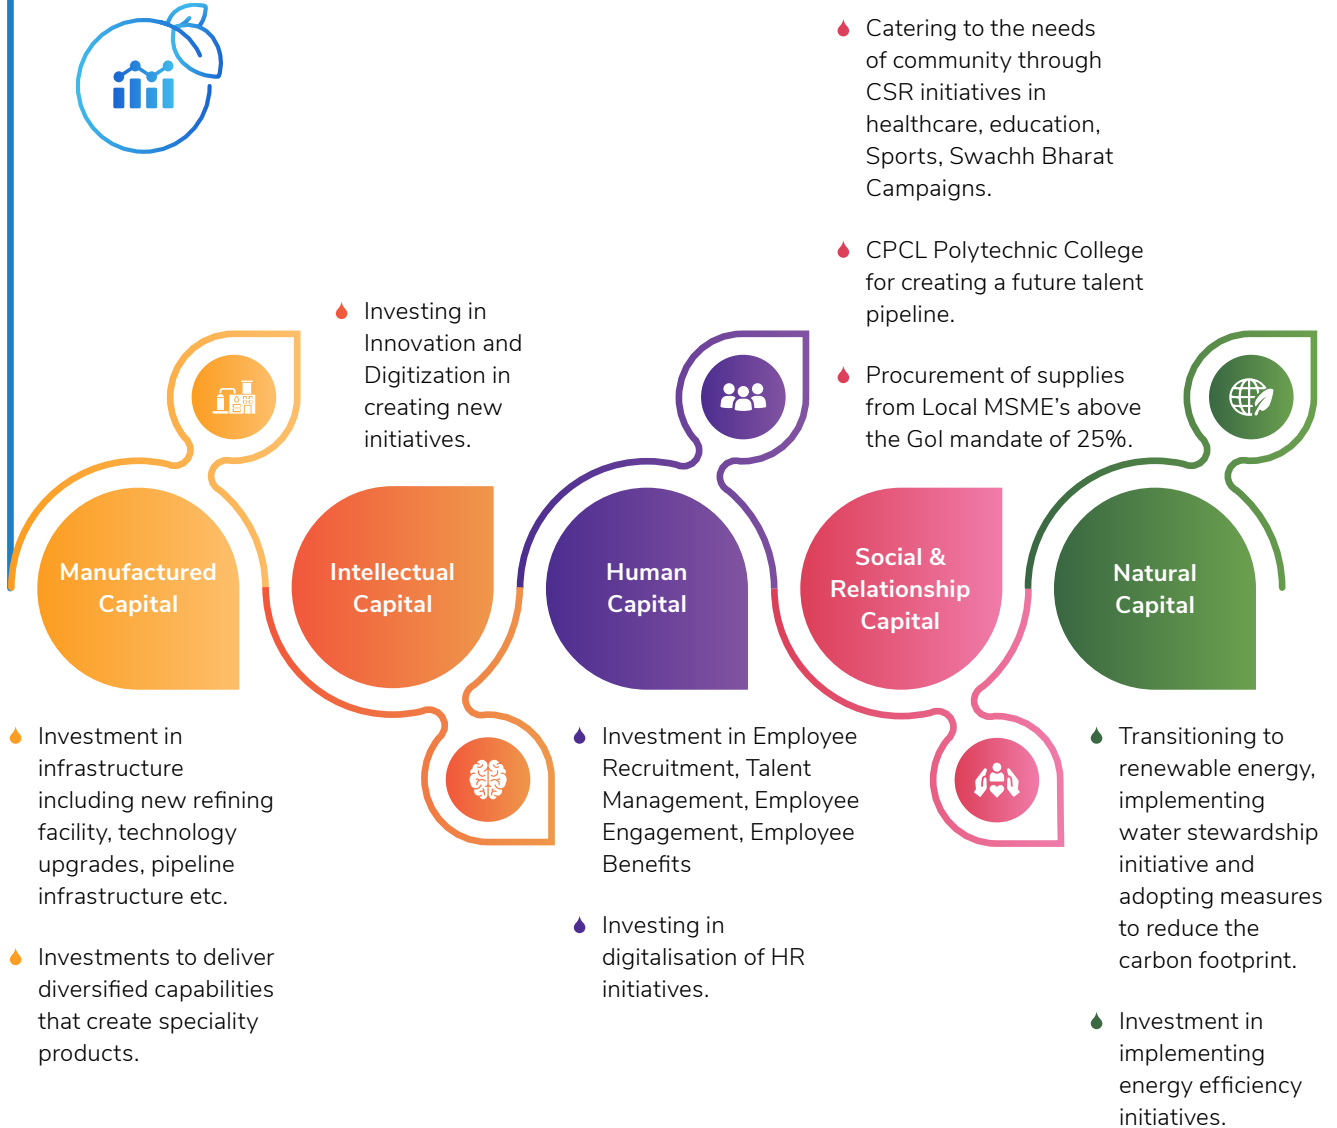 Manufactured
Capital
Investment in
infrastructure
including new refining
facility, technology
upgrades, pipeline
infrastructure etc.
Investments to deliver
diversified capabilities
that create speciality
products.
Investing in
Innovation and
Digitization in
creating new
initiatives.
Intellectual
Capital
Human
Capital
Investment in Employee
Recruitment, Talent
Management, Employee
Engagement, Employee
Benefits
Investing in
digitalisation of HR
initiatives.
Catering to the needs
of community through
CSR initiatives in
healthcare, education,
Sports, Swachh Bharat
Campaigns.
CPCL Polytechnic College
for creating a future talent
pipeline.
Procurement of supplies
from Local MSME’s above
the GoI mandate of 25%.
Social &
Relationship
Capital
Natural
Capital
Transitioning to
renewable energy,
implementing
water stewardship
initiative and
adopting measures
to reduce the
carbon footprint.
Investment in
implementing
energy efficiency
initiatives.